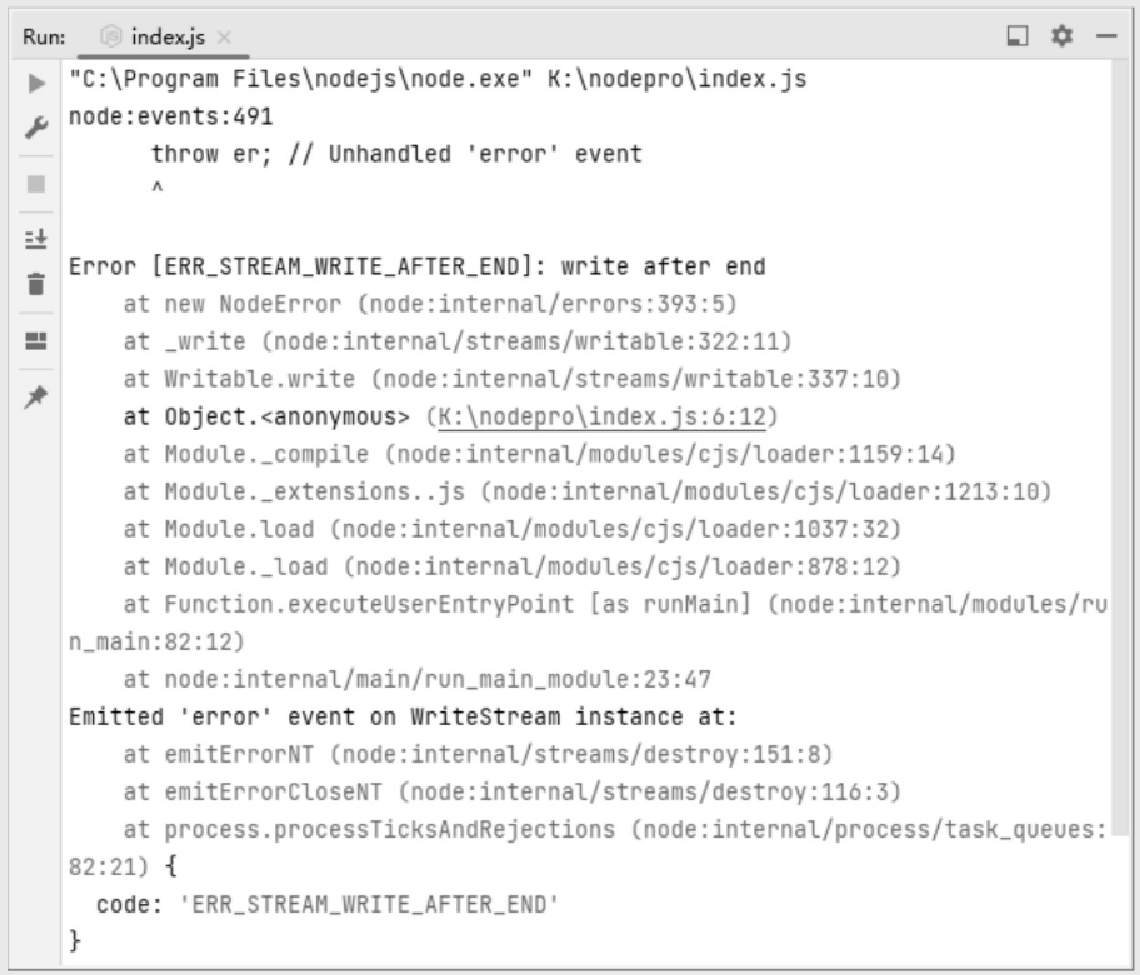 Run: index.js
"C:\Program Files\nodejs\node.exe" K:\nodepro\index.js
node:events:491
      throw er; // Unhandled 'error' event
      ^
Error [ERR_STREAM_WRITE_AFTER_END]: write after end
    at new NodeError (node:internal/errors:393:5)
    at _write (node:internal/streams/writable:322:11)
    at Writable.write (node:internal/streams/writable:337:10)
    at Object.<anonymous> (K:\nodepro\index.js:6:12)
    at Module._compile (node:internal/modules/cjs/loader:1159:14)
    at Module._extensions..js (node:internal/modules/cjs/loader:1213:10)
    at Module.load (node:internal/modules/cjs/loader:1037:32)
    at Module._load (node:internal/modules/cjs/loader:878:12)
    at Function.executeUserEntryPoint [as runMain] (node:internal/modules/ru
n_main:82:12)
    at node:internal/main/run_main_module:23:47
Emitted 'error' event on WriteStream instance at:
    at emitErrorNT (node:internal/streams/destroy:151:8)
    at emitErrorCloseNT (node:internal/streams/destroy:116:3)
    at process.processTicksAndRejections (node:internal/process/task_queues:
82:21) {
  code: 'ERR_STREAM_WRITE_AFTER_END'
}